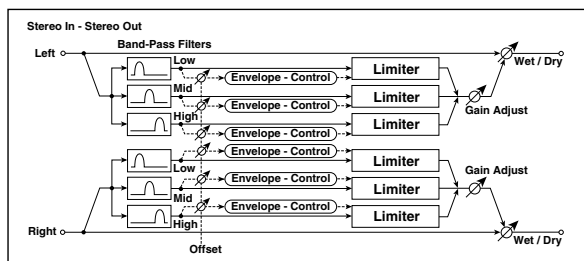 Stereo In - Stereo Out
Left
Band-Pass Filters
Low
Envelope - Control
Limiter
Wet / Dry
Mid
Envelope - Control
Limiter
Gain Adjust
High
Envelope - Control
Limiter
Envelope - Control
Limiter
Low
Gain Adjust
Envelope - Control
Limiter
Mid
Envelope - Control
Limiter
High
Right
Wet / Dry
Offset